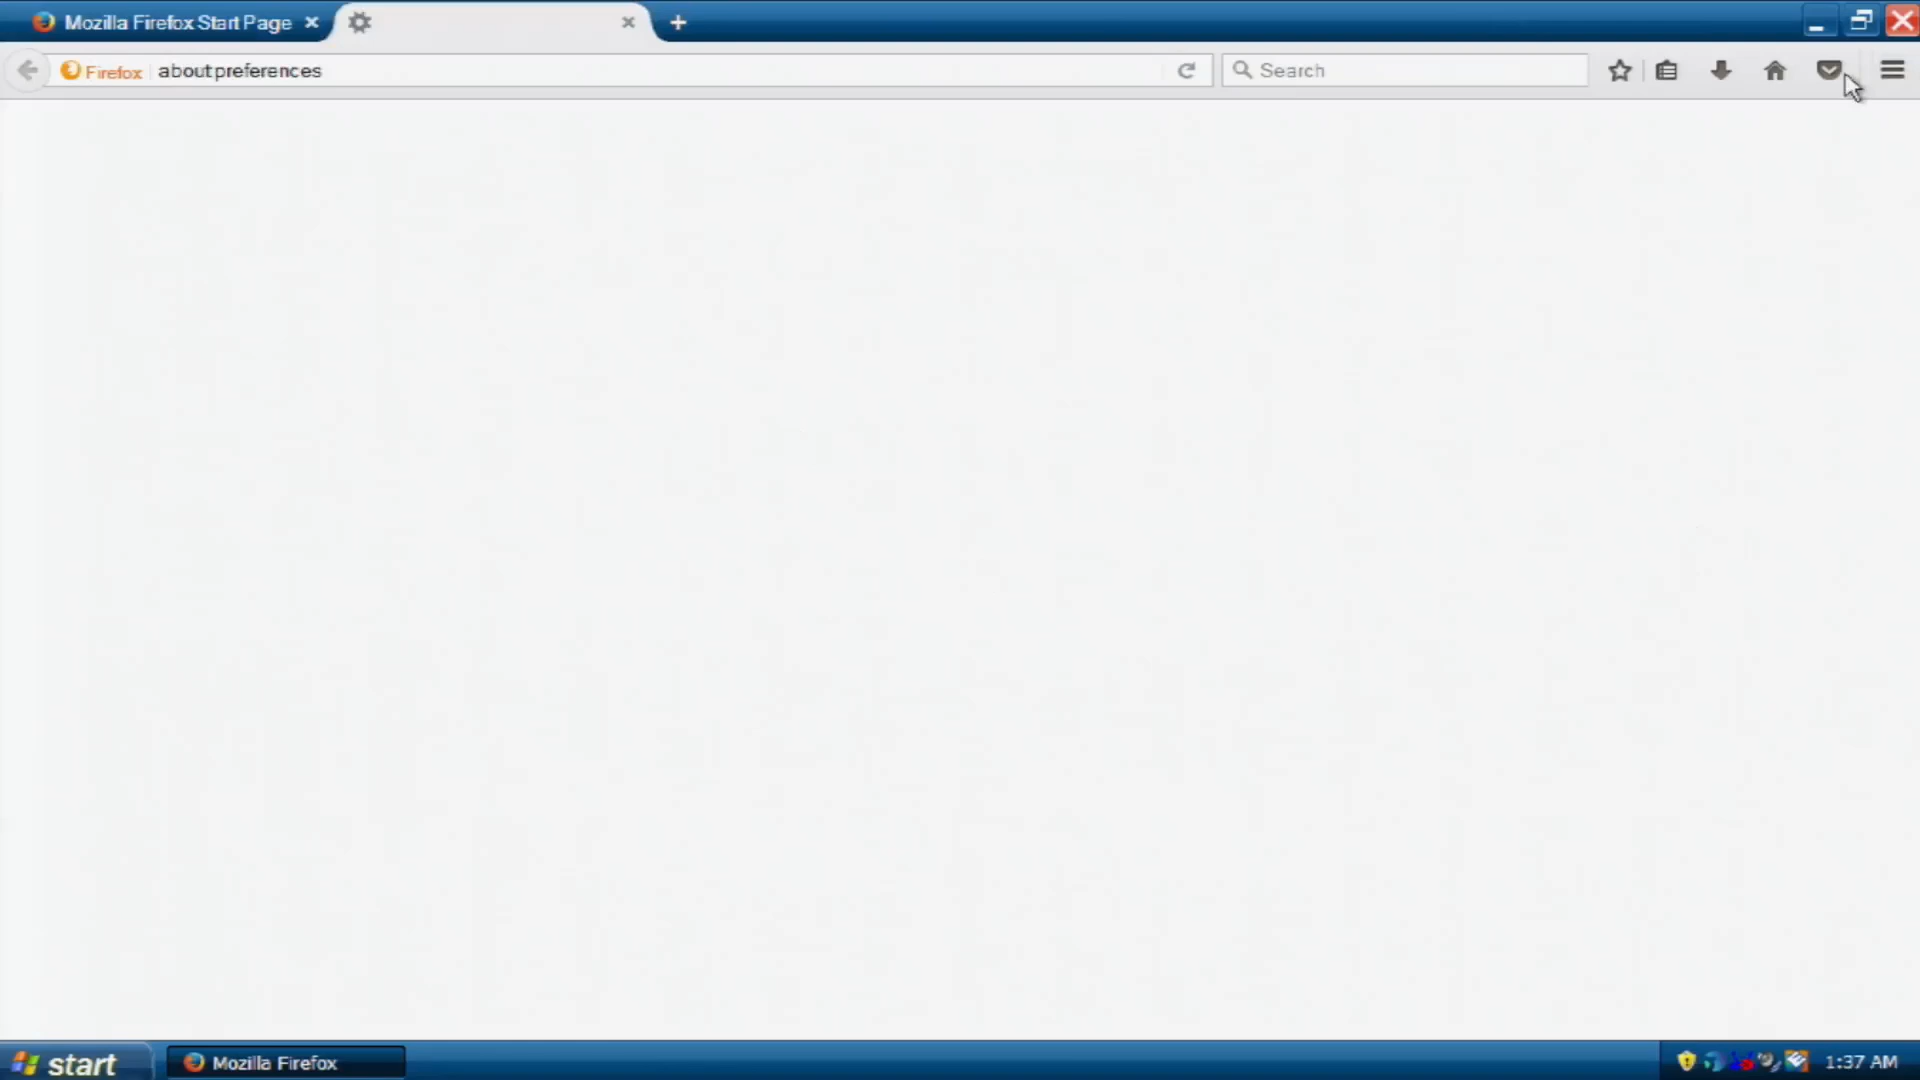 Mozilla Firefox Start Page
Firefox about:preferences Search
start Mozilla Firefox 1:37 AM